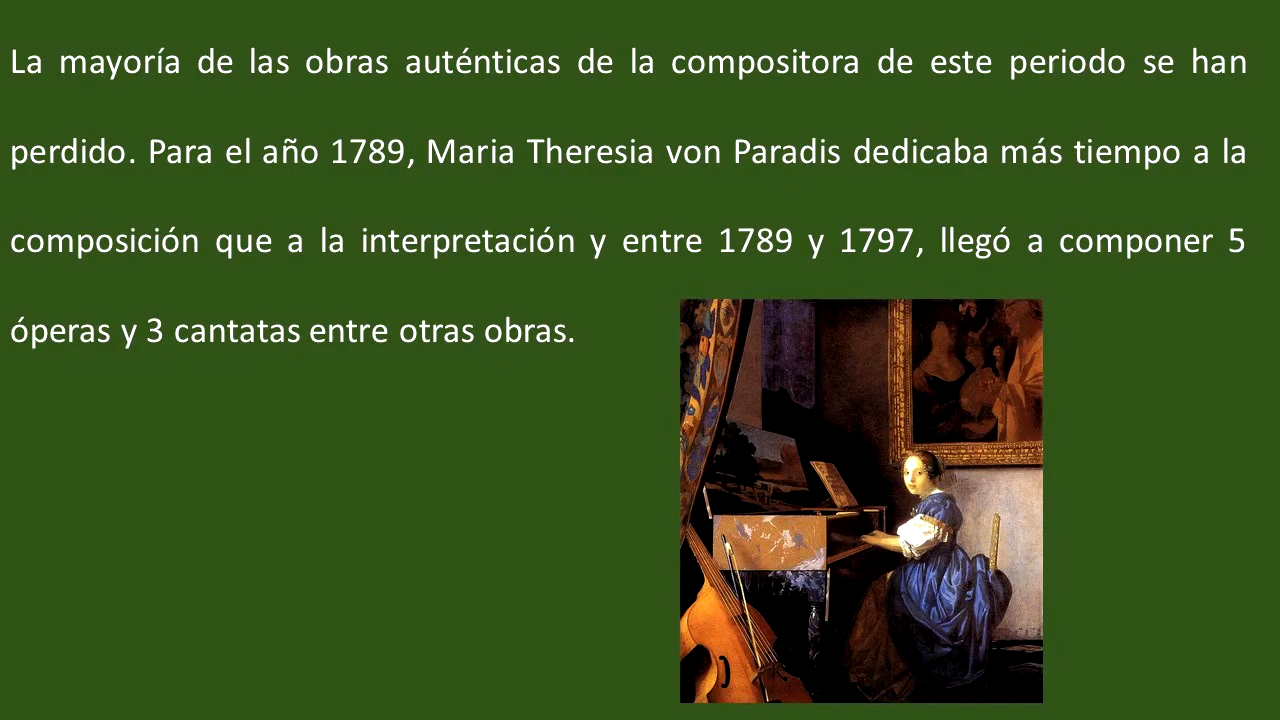 La mayoría de las obras auténticas de la compositora de este periodo se han
perdido. Para el año 1789, Maria Theresia von Paradis dedicaba más tiempo a la
composición que a la interpretación y entre 1789 y 1797, llegó a componer 5
óperas y 3 cantatas entre otras obras.